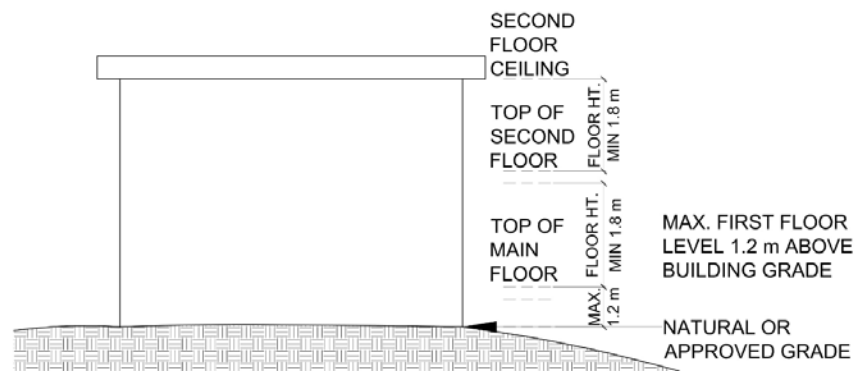 SECOND
FLOOR
CEILING
FLOOR HT.
MIN 1.8 m
TOP OF
SECOND
FLOOR
FLOOR HT.
MIN 1.8 m
TOP OF
MAIN
FLOOR
MAX. FIRST FLOOR
LEVEL 1.2 m ABOVE
BUILDING GRADE
MAX.
1.2 m
NATURAL OR
APPROVED GRADE